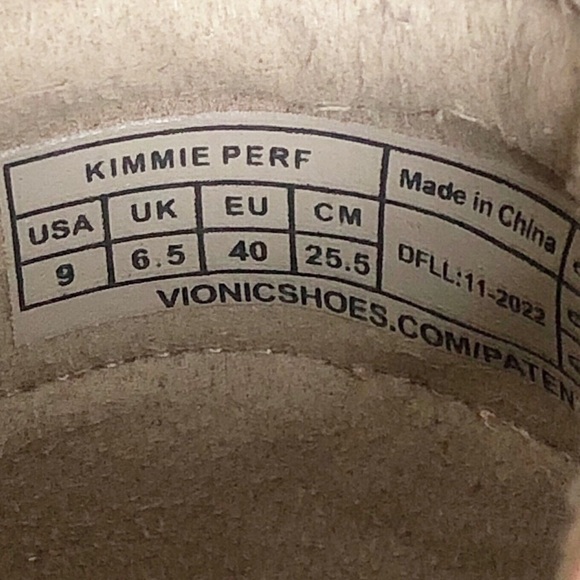 KIMMIE PERF
USA UK EU CM
9 6.5 40 25.5
Made in China
DFLL:11-2022
VIONICSHOES.COM/PATEN